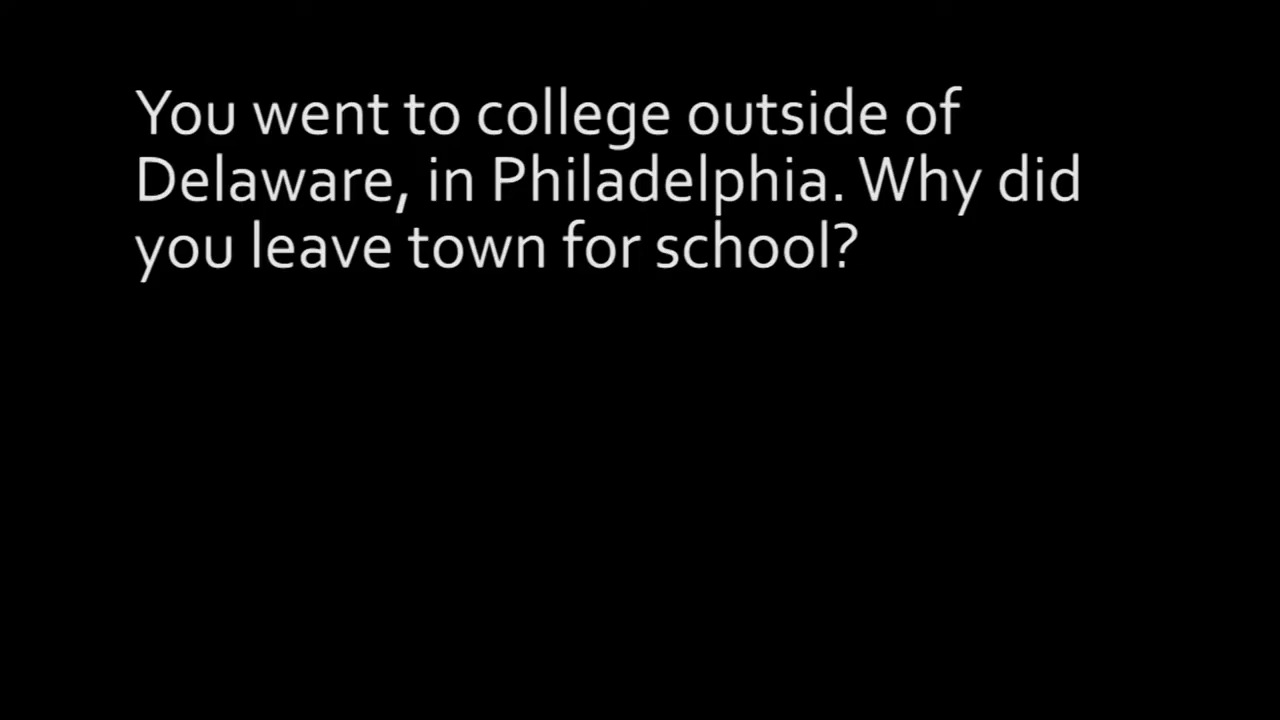 You went to college outside of
Delaware, in Philadelphia. Why did
you leave town for school?